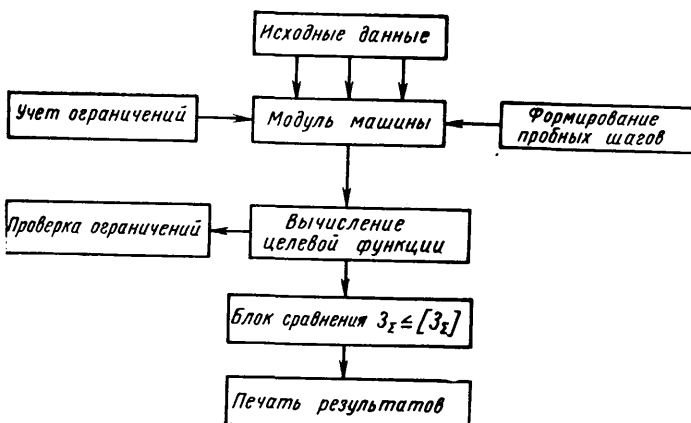 Исходные данные
Учет ограничений
Модуль машины
Формирование
пробных шагов
Проверка ограничений
Вычисление
целевой функции
Блок сравнения З_Σ ≤ [З_Σ]
Печать результатов